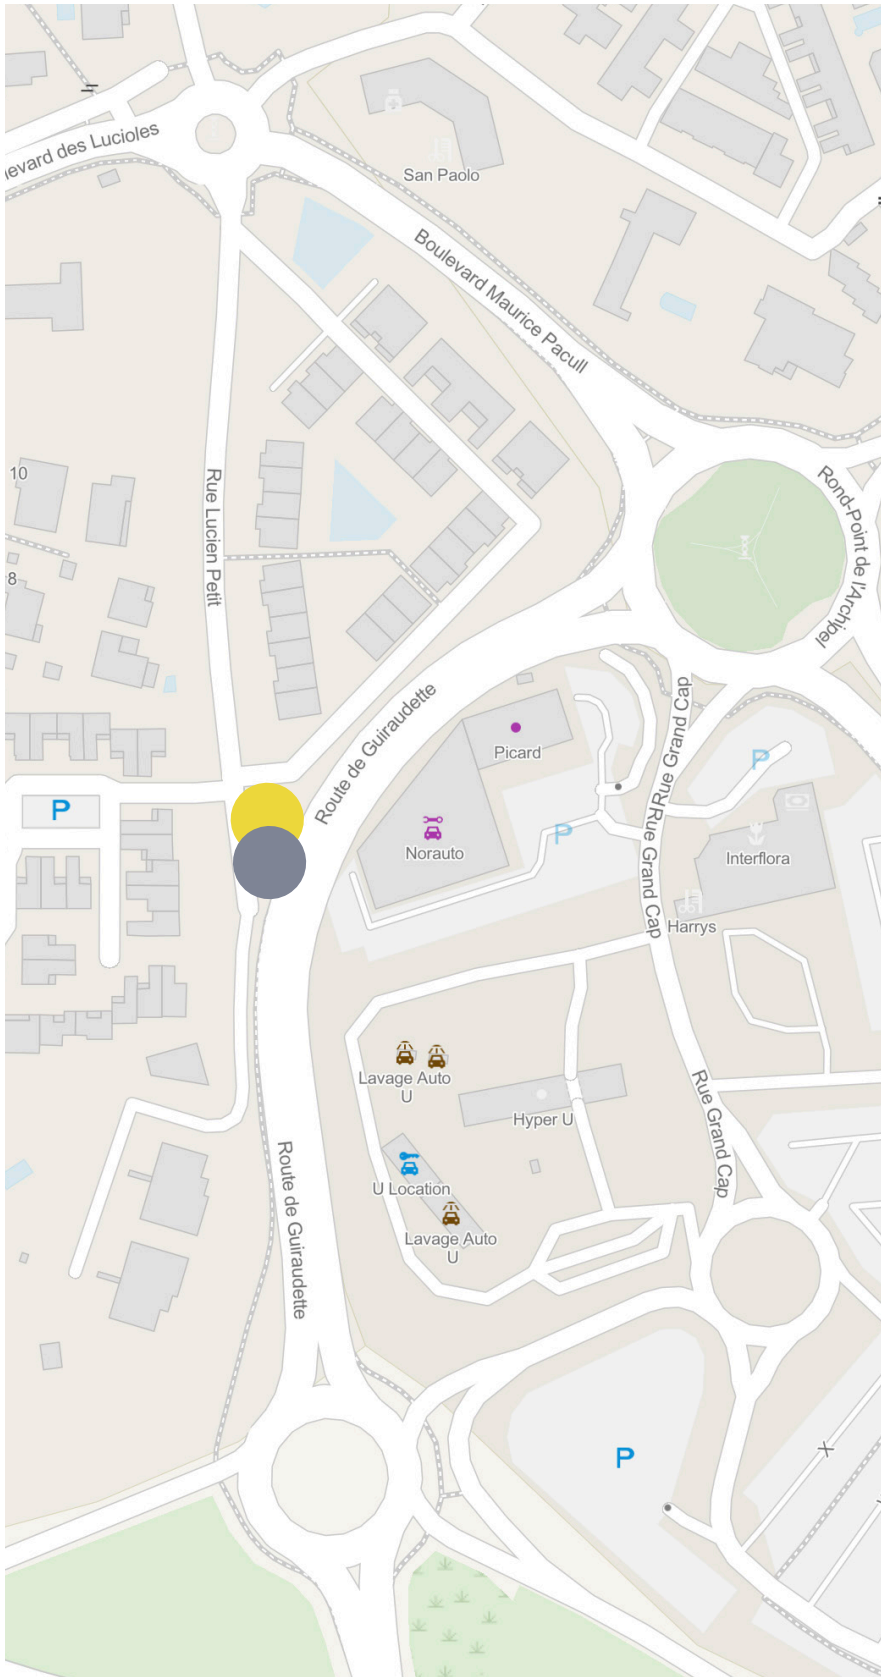 levard des Lucioles
San Paolo
Boulevard Maurice Pacull
10
Rue Lucien Petit
Rond-Point de l'Archipel
8
Route de Guiraudette
Rue Grand Cap
Picard
P
P
P
Norauto
Rue Grand Cap
Interflora
Harrys
Lavage Auto
U
Hyper U
Rue Grand Cap
U Location
Route de Guiraudette
Lavage Auto
U
P